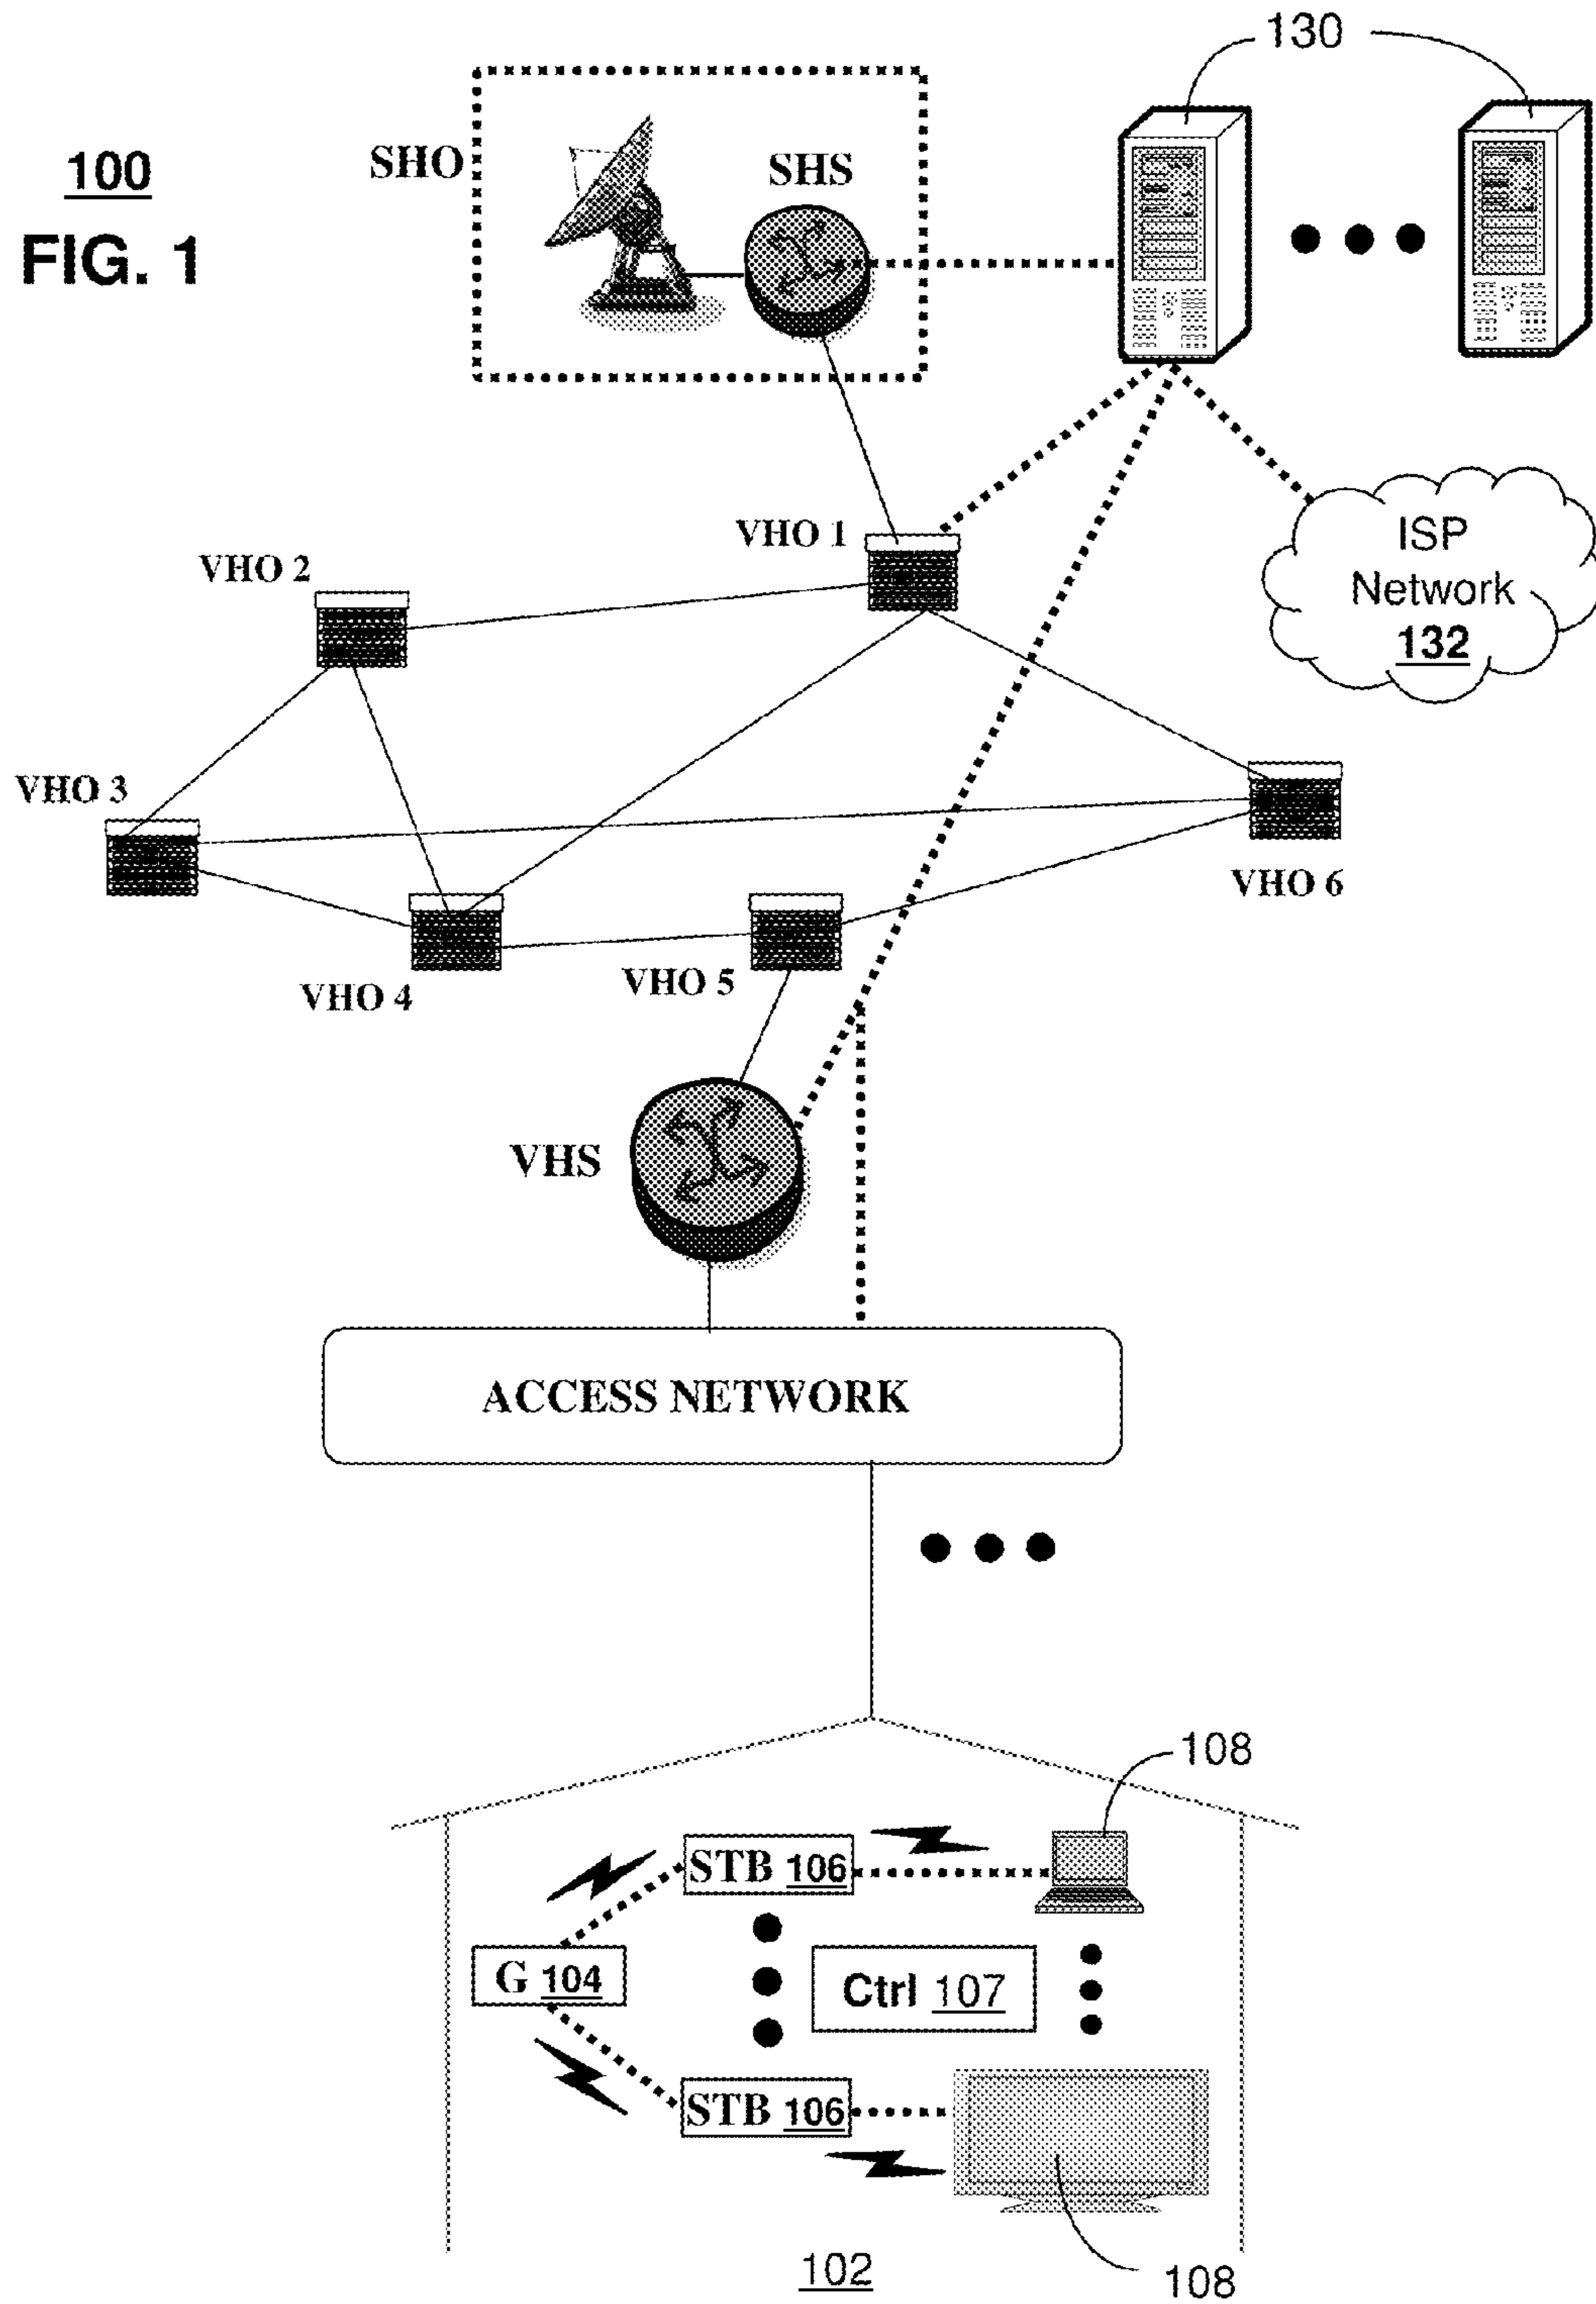 130
100
FIG. 1
SHO
SHS
VHO 1
ISP
Network
132
VHO 2
VHO 3
VHO 6
VHO 4
VHO 5
VHS
ACCESS NETWORK
108
STB 106
G 104
Ctrl 107
STB 106
102
108